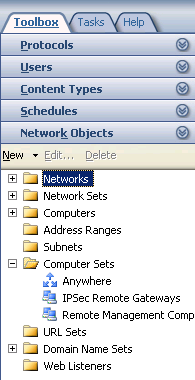 Toolbox Tasks Help
Protocols
Users
Content Types
Schedules
Network Objects
New Edit... Delete
Networks
Network Sets
Computers
Address Ranges
Subnets
Computer Sets
Anywhere
IPSec Remote Gateways
Remote Management Comp
URL Sets
Domain Name Sets
Web Listeners